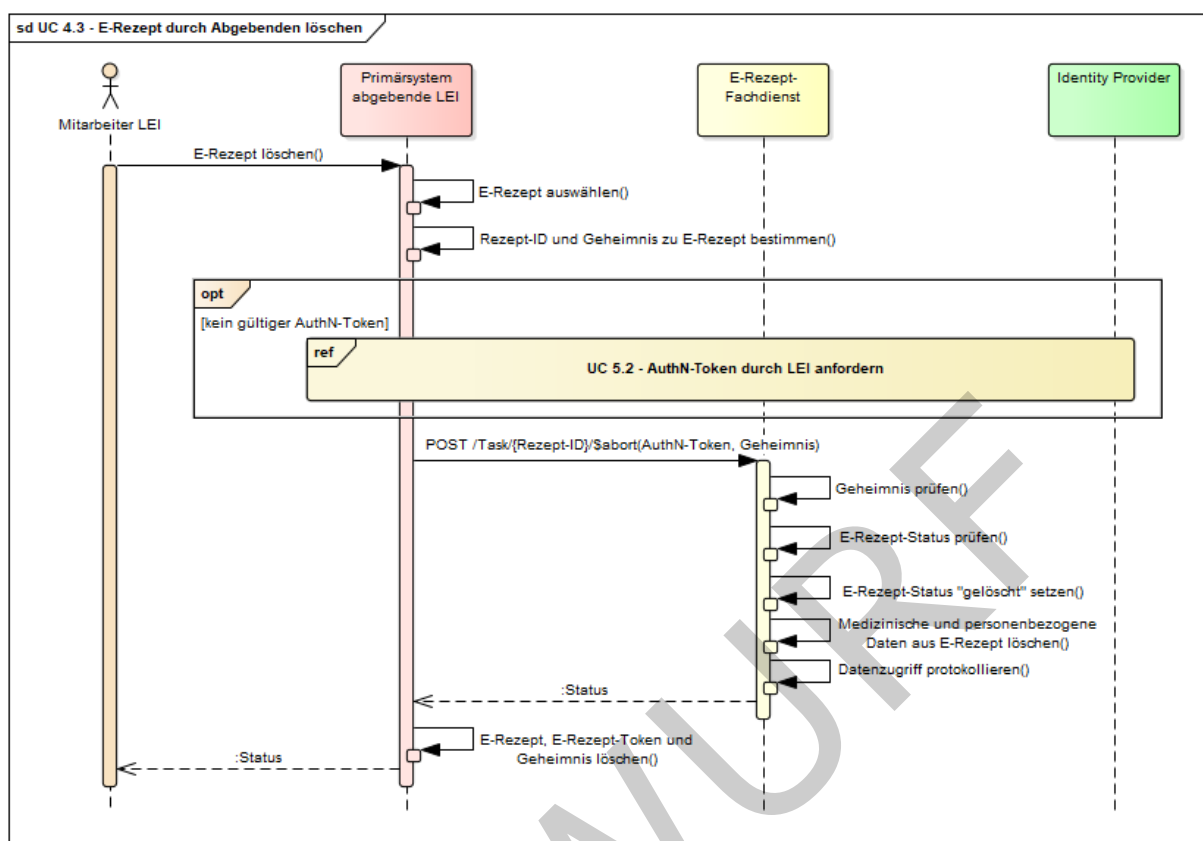 sd UC 4.3 - E-Rezept durch Abgebenden löschen
Mitarbeiter LEI
Primärsystem
abgebende LEI
E-Rezept-
Fachdienst
Identity Provider
E-Rezept löschen()
E-Rezept auswählen()
Rezept-ID und Geheimnis zu E-Rezept bestimmen()
opt
[kein gültiger AuthN-Token]
ref
UC 5.2 - AuthN-Token durch LEI anfordern
POST /Task/{Rezept-ID}/$abort(AuthN-Token, Geheimnis)
Geheimnis prüfen()
E-Rezept-Status prüfen()
E-Rezept-Status "gelöscht" setzen()
Medizinische und personenbezogene
Daten aus E-Rezept löschen()
Datenzugriff protokollieren()
:Status
E-Rezept, E-Rezept-Token und
Geheimnis löschen()
:Status
WURF